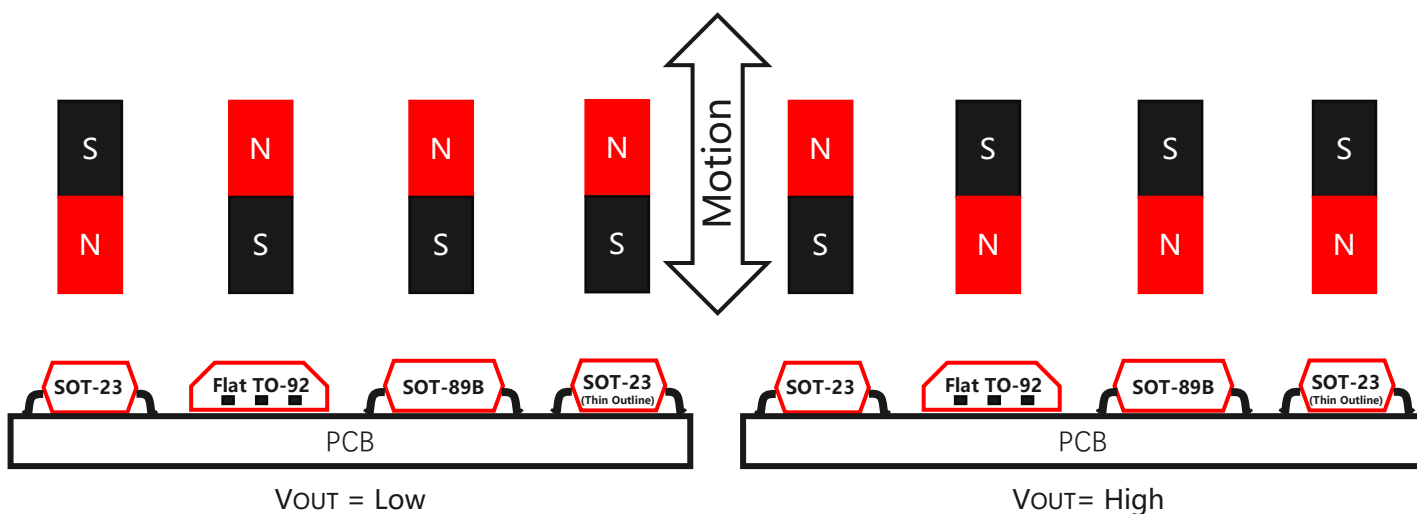 S N N N N S S S
N S S S S N N N
Motion
SOT-23 Flat TO-92 SOT-89B SOT-23 SOT-23 Flat TO-92 SOT-89B SOT-23
(Thin Outline) (Thin Outline)
PCB PCB
VOUT = Low VOUT= High